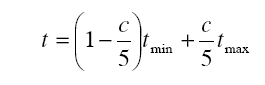 t = (1 − c/5) t_min + c/5 t_max